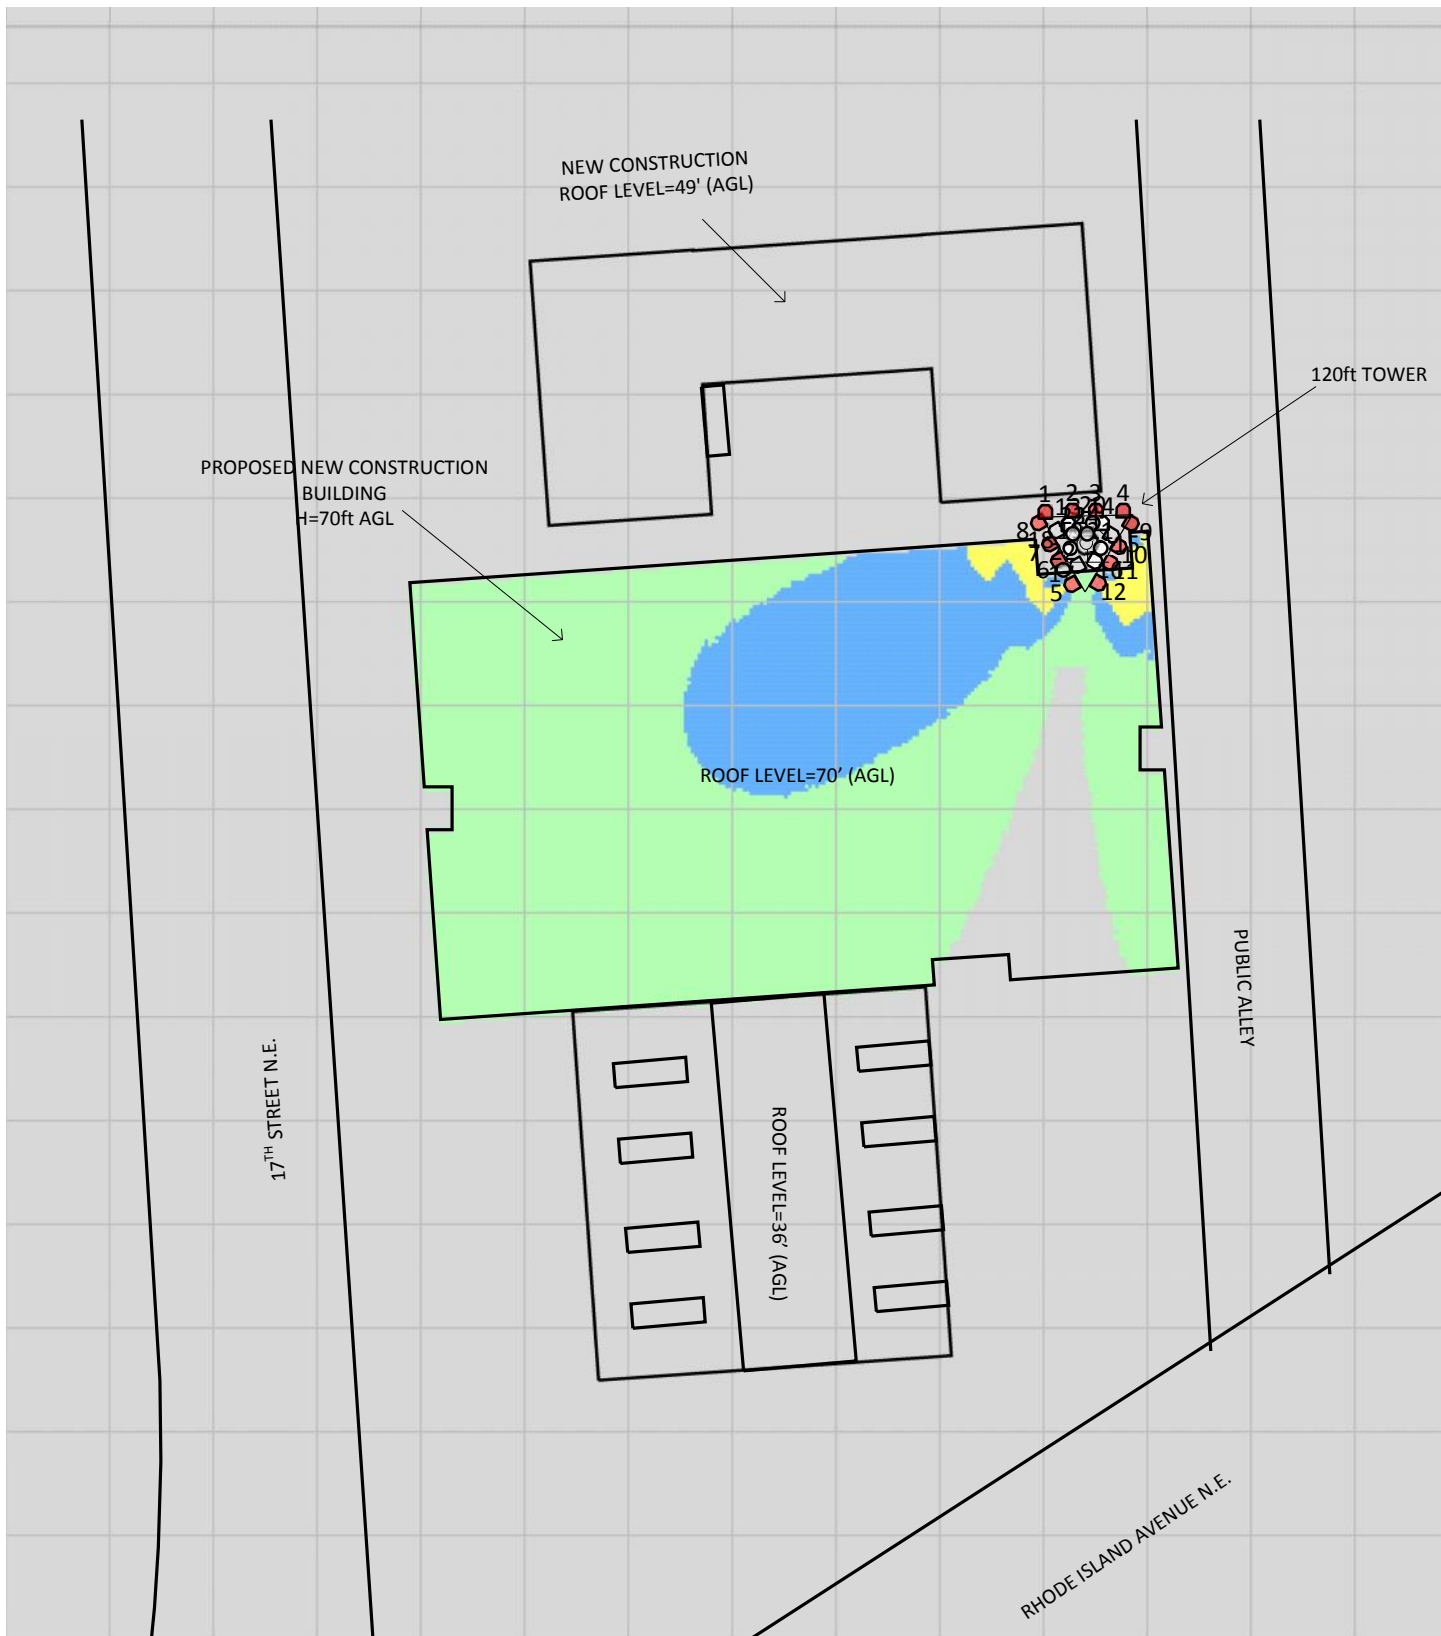 NEW CONSTRUCTION
ROOF LEVEL=49' (AGL)
120ft TOWER
PROPOSED NEW CONSTRUCTION
BUILDING
H=70ft AGL
1 2 3 4
8 9
7 10
6 11
5 12
ROOF LEVEL=70’ (AGL)
PUBLIC ALLEY
17TH STREET N.E.
ROOF LEVEL=36’ (AGL)
RHODE ISLAND AVENUE N.E.